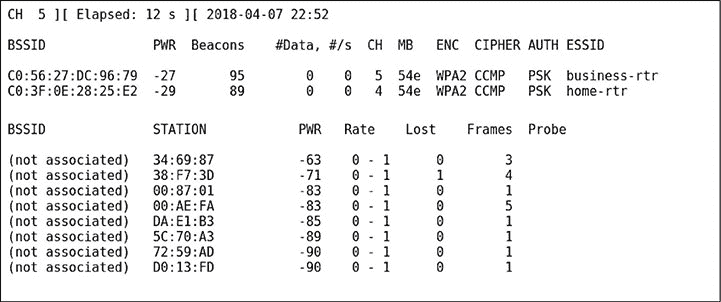 CH 5 ][ Elapsed: 12 s ][ 2018-04-07 22:52
BSSID PWR Beacons #Data, #/s CH MB ENC CIPHER AUTH ESSID
C0:56:27:DC:96:79 -27 95 0 0 5 54e WPA2 CCMP PSK business-rtr
C0:3F:0E:28:25:E2 -29 89 0 0 4 54e WPA2 CCMP PSK home-rtr
BSSID STATION PWR Rate Lost Frames Probe
(not associated) 34:69:87 -63 0 - 1 0 3
(not associated) 38:F7:3D -71 0 - 1 1 4
(not associated) 00:87:01 -83 0 - 1 0 1
(not associated) 00:AE:FA -83 0 - 1 0 5
(not associated) DA:E1:B3 -85 0 - 1 0 1
(not associated) 5C:70:A3 -89 0 - 1 0 1
(not associated) 72:59:AD -90 0 - 1 0 1
(not associated) D0:13:FD -90 0 - 1 0 1